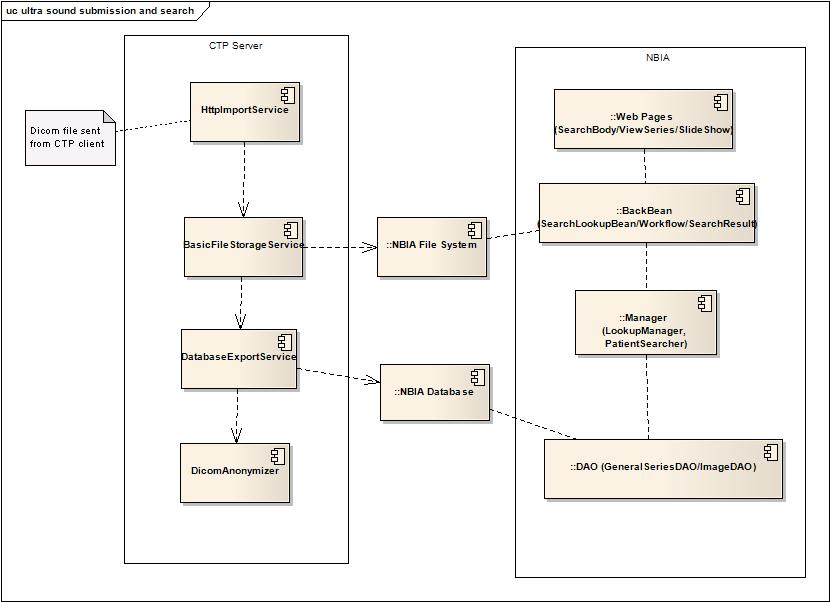 uc ultra sound submission and search
CTP Server
HttpImportService
Dicom file sent
from CTP client
BasicFileStorageService
DatabaseExportService
DicomAnonymizer
::NBIA File System
::NBIA Database
NBIA
::Web Pages
(SearchBody/ViewSeries/SlideShow)
::BackBean
(SearchLookupBean/Workflow/SearchResult)
::Manager
(LookupManager,
PatientSearcher)
::DAO (GeneralSeriesDAO/ImageDAO)